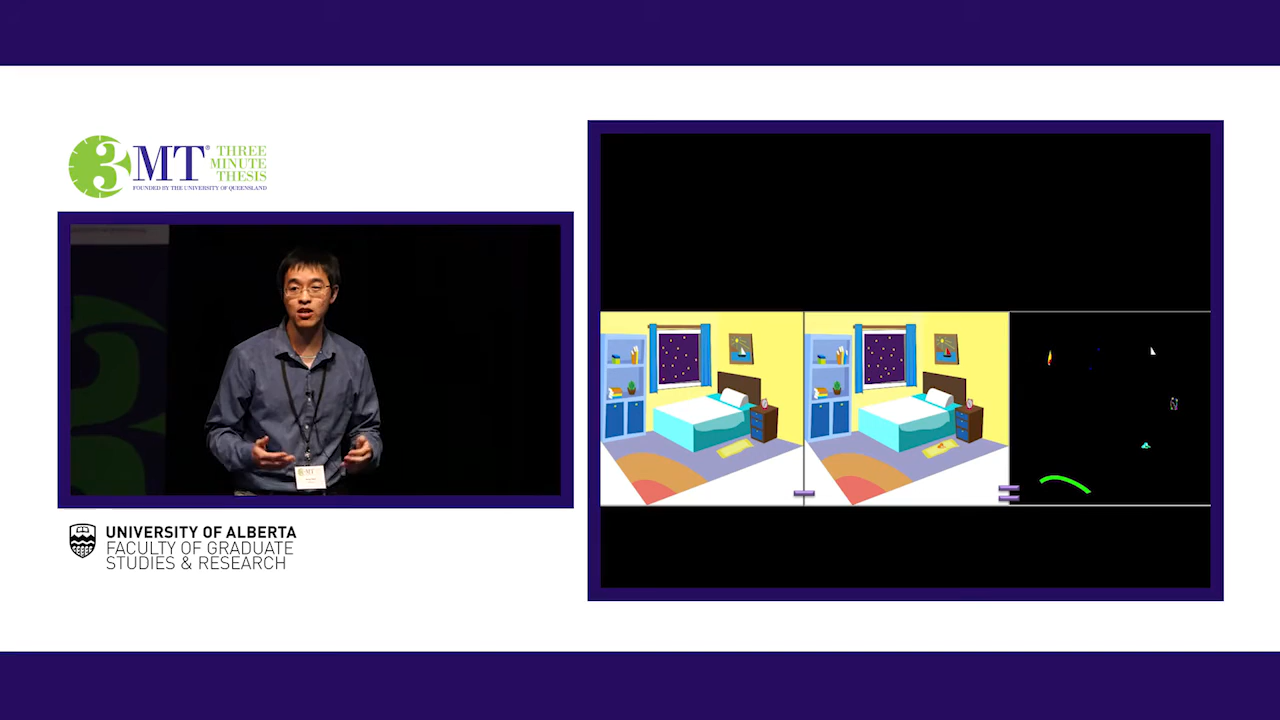 3MT® THREE
MINUTE
THESIS
FOUNDED BY THE UNIVERSITY OF QUEENSLAND
UNIVERSITY OF ALBERTA
FACULTY OF GRADUATE
STUDIES & RESEARCH